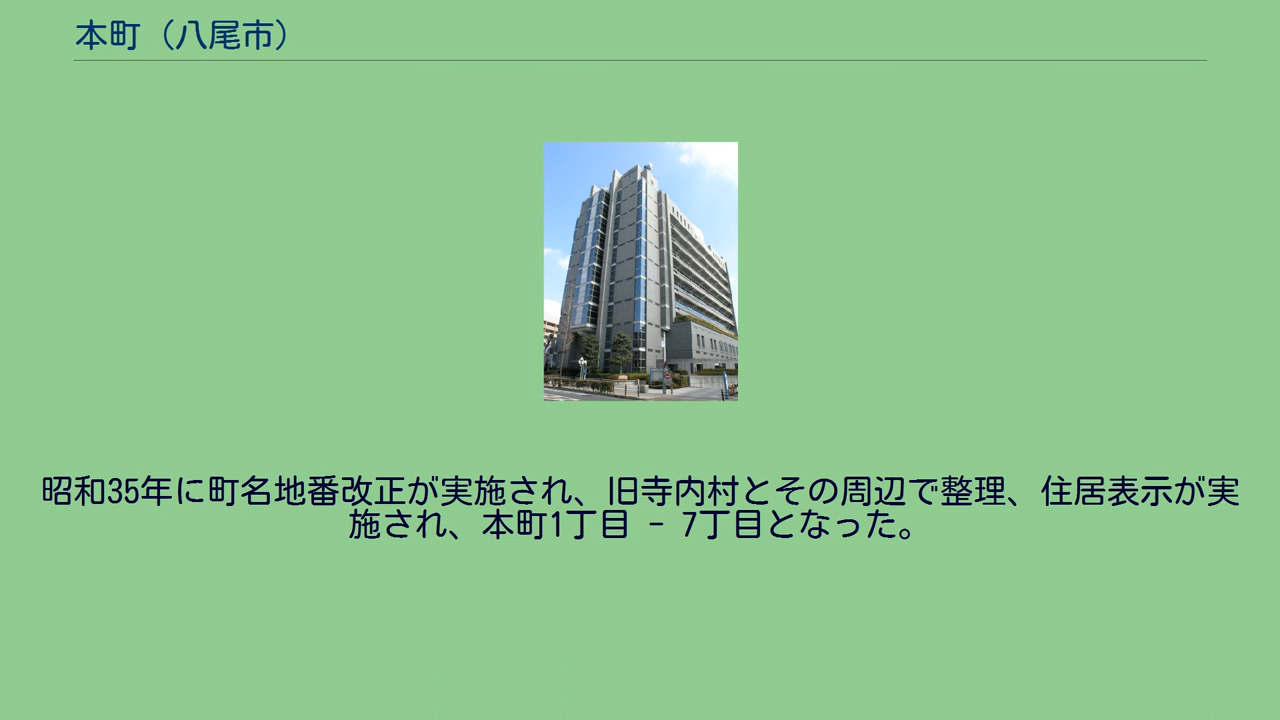 本町（八尾市）
昭和35年に町名地番改正が実施され、旧寺内村とその周辺で整理、住居表示が実
施され、本町1丁目 - 7丁目となった。